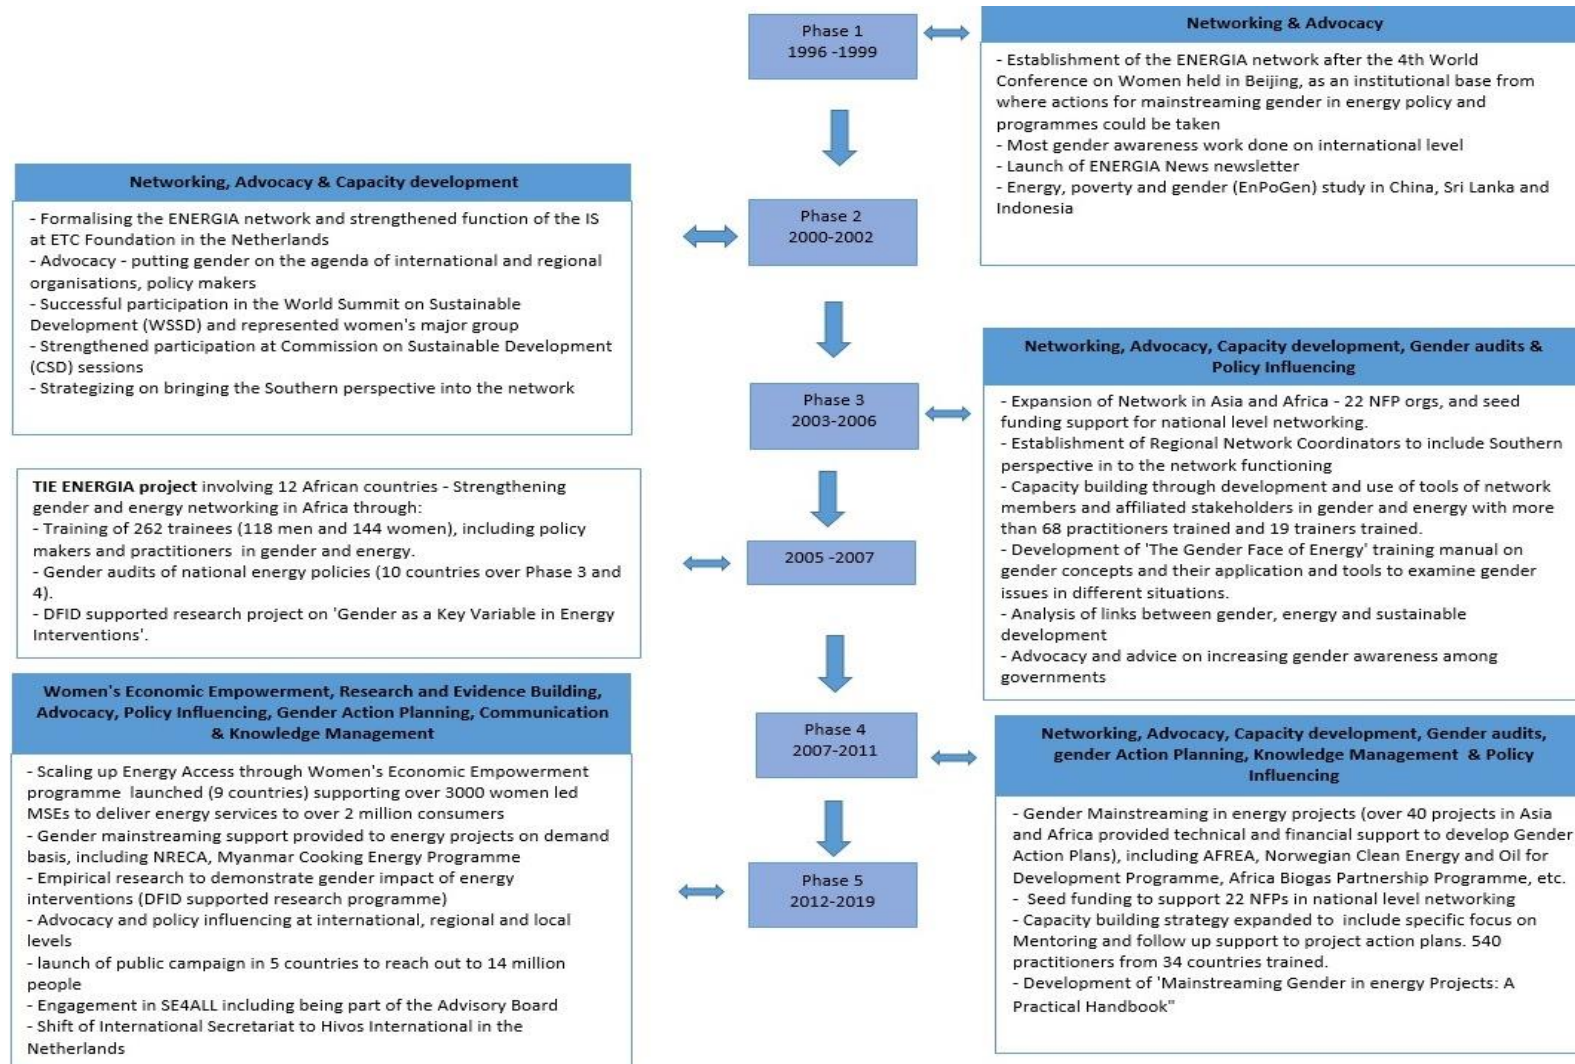 Phase 1
1996 -1999
Networking & Advocacy
- Establishment of the ENERGIA network after the 4th World
Conference on Women held in Beijing, as an institutional base from
where actions for mainstreaming gender in energy policy and
programmes could be taken
- Most gender awareness work done on international level
- Launch of ENERGIA News newsletter
- Energy, poverty and gender (EnPoGen) study in China, Sri Lanka and
Indonesia
Networking, Advocacy & Capacity development
- Formalising the ENERGIA network and strengthened function of the IS
at ETC Foundation in the Netherlands
- Advocacy - putting gender on the agenda of international and regional
organisations, policy makers
- Successful participation in the World Summit on Sustainable
Development (WSSD) and represented women's major group
- Strengthened participation at Commission on Sustainable Development
(CSD) sessions
- Strategizing on bringing the Southern perspective into the network
Phase 2
2000-2002
Phase 3
2003-2006
Networking, Advocacy, Capacity development, Gender audits &
Policy Influencing
- Expansion of Network in Asia and Africa - 22 NFP orgs, and seed
funding support for national level networking.
- Establishment of Regional Network Coordinators to include Southern
perspective in to the network functioning
- Capacity building through development and use of tools of network
members and affiliated stakeholders in gender and energy with more
than 68 practitioners trained and 19 trainers trained.
- Development of 'The Gender Face of Energy' training manual on
gender concepts and their application and tools to examine gender
issues in different situations.
- Analysis of links between gender, energy and sustainable
development
- Advocacy and advice on increasing gender awareness among
governments
TIE ENERGIA project involving 12 African countries - Strengthening
gender and energy networking in Africa through:
- Training of 262 trainees (118 men and 144 women), including policy
makers and practitioners in gender and energy.
- Gender audits of national energy policies (10 countries over Phase 3 and
4).
- DFID supported research project on 'Gender as a Key Variable in Energy
Interventions'.
2005 -2007
Phase 4
2007-2011
Networking, Advocacy, Capacity development, Gender audits,
gender Action Planning, Knowledge Management & Policy
Influencing
- Gender Mainstreaming in energy projects (over 40 projects in Asia
and Africa provided technical and financial support to develop Gender
Action Plans), including AFREA, Norwegian Clean Energy and Oil for
Development Programme, Africa Biogas Partnership Programme, etc.
- Seed funding to support 22 NFPs in national level networking
- Capacity building strategy expanded to include specific focus on
Mentoring and follow up support to project action plans. 540
practitioners from 34 countries trained.
- Development of 'Mainstreaming Gender in energy Projects: A
Practical Handbook"
Women's Economic Empowerment, Research and Evidence Building,
Advocacy, Policy Influencing, Gender Action Planning, Communication
& Knowledge Management
- Scaling up Energy Access through Women's Economic Empowerment
programme launched (9 countries) supporting over 3000 women led
MSEs to deliver energy services to over 2 million consumers
- Gender mainstreaming support provided to energy projects on demand
basis, including NRECA, Myanmar Cooking Energy Programme
- Empirical research to demonstrate gender impact of energy
interventions (DFID supported research programme)
- Advocacy and policy influencing at international, regional and local
levels
- launch of public campaign in 5 countries to reach out to 14 million
people
- Engagement in SE4ALL including being part of the Advisory Board
- Shift of International Secretariat to Hivos International in the
Netherlands
Phase 5
2012-2019